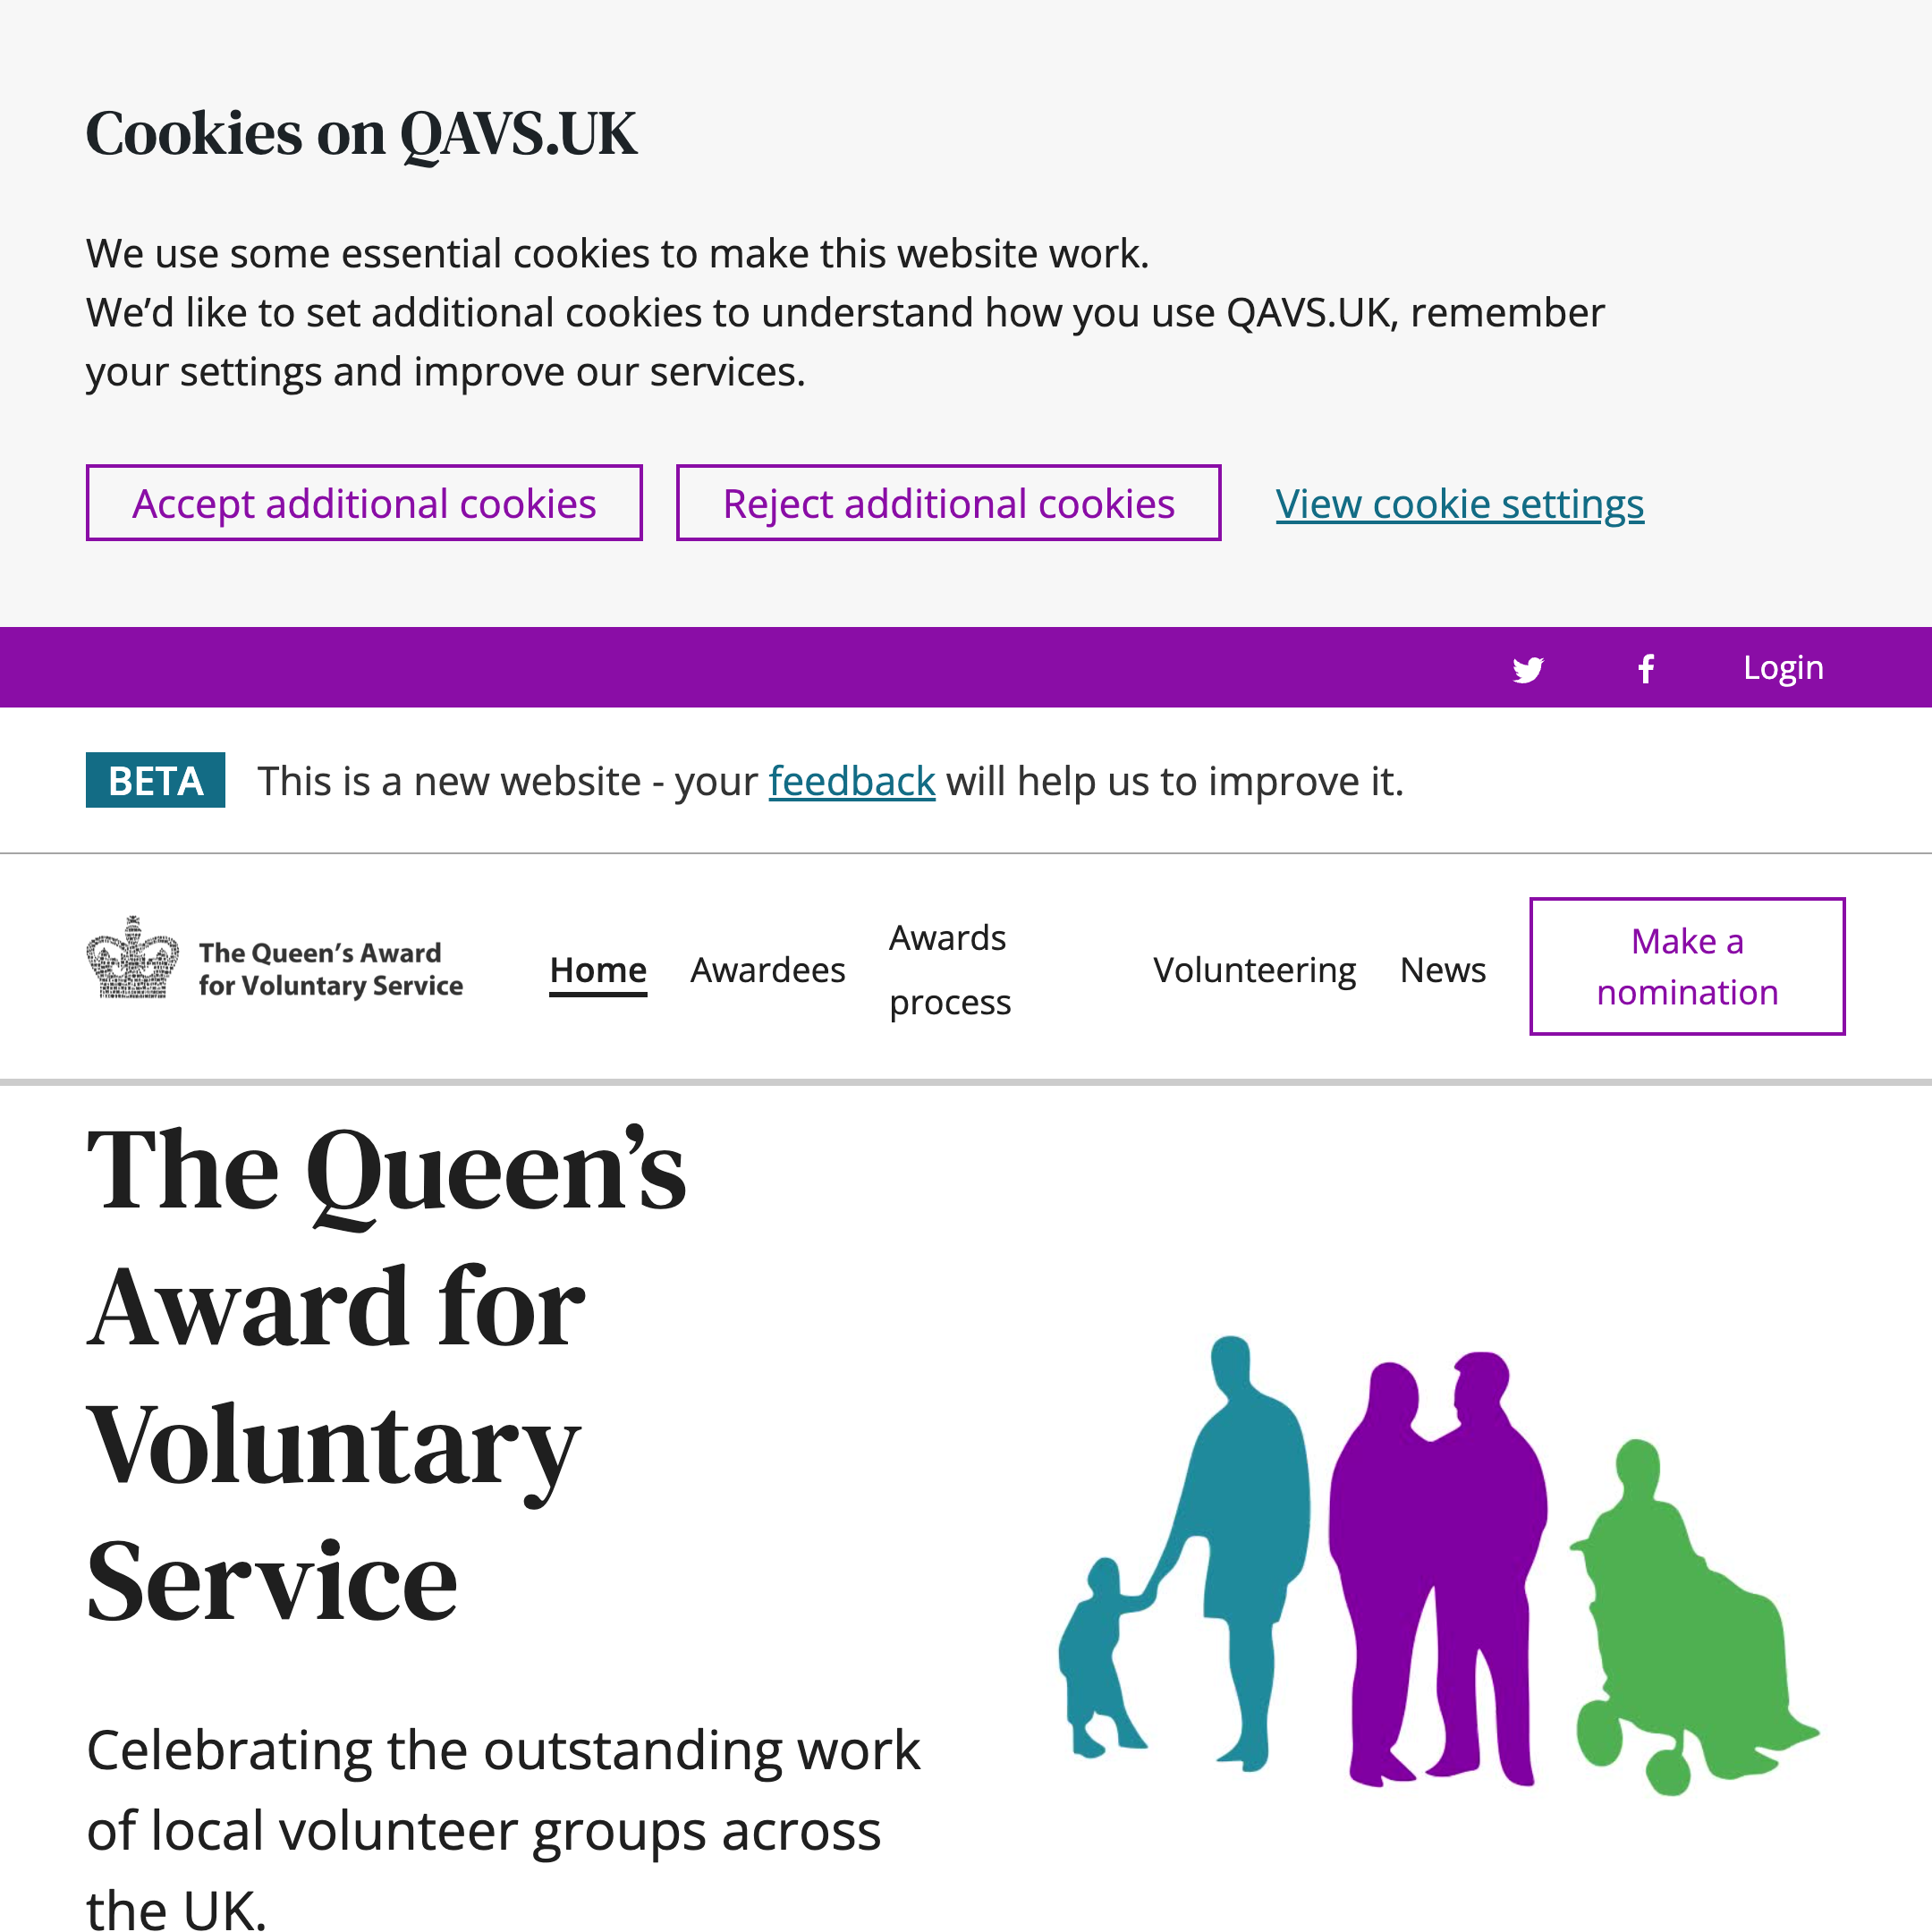 Cookies on QAVS.UK
We use some essential cookies to make this website work.
We’d like to set additional cookies to understand how you use QAVS.UK, remember
your settings and improve our services.
Accept additional cookies
Reject additional cookies
View cookie settings
Login
BETA
This is a new website - your feedback will help us to improve it.
The Queen’s Award
for Voluntary Service
Home
Awardees
Awards
process
Volunteering
News
Make a
nomination
The Queen’s
Award for
Voluntary
Service
Celebrating the outstanding work
of local volunteer groups across
the UK.